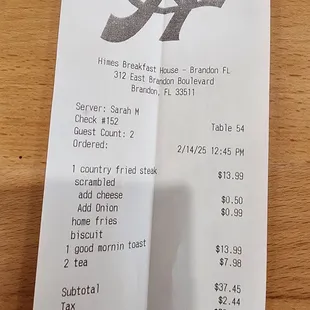 Himes Breakfast House - Brandon FL
312 East Brandon Boulevard
Brandon, FL 33511
Server: Sarah M
Check #152 Table 54
Guest Count: 2
Ordered: 2/14/25 12:45 PM
1 country fried steak $13.99
scrambled
add cheese $0.50
Add Onion $0.99
home fries
biscuit
1 good mornin toast $13.99
2 tea $7.98
Subtotal $37.45
Tax $2.44